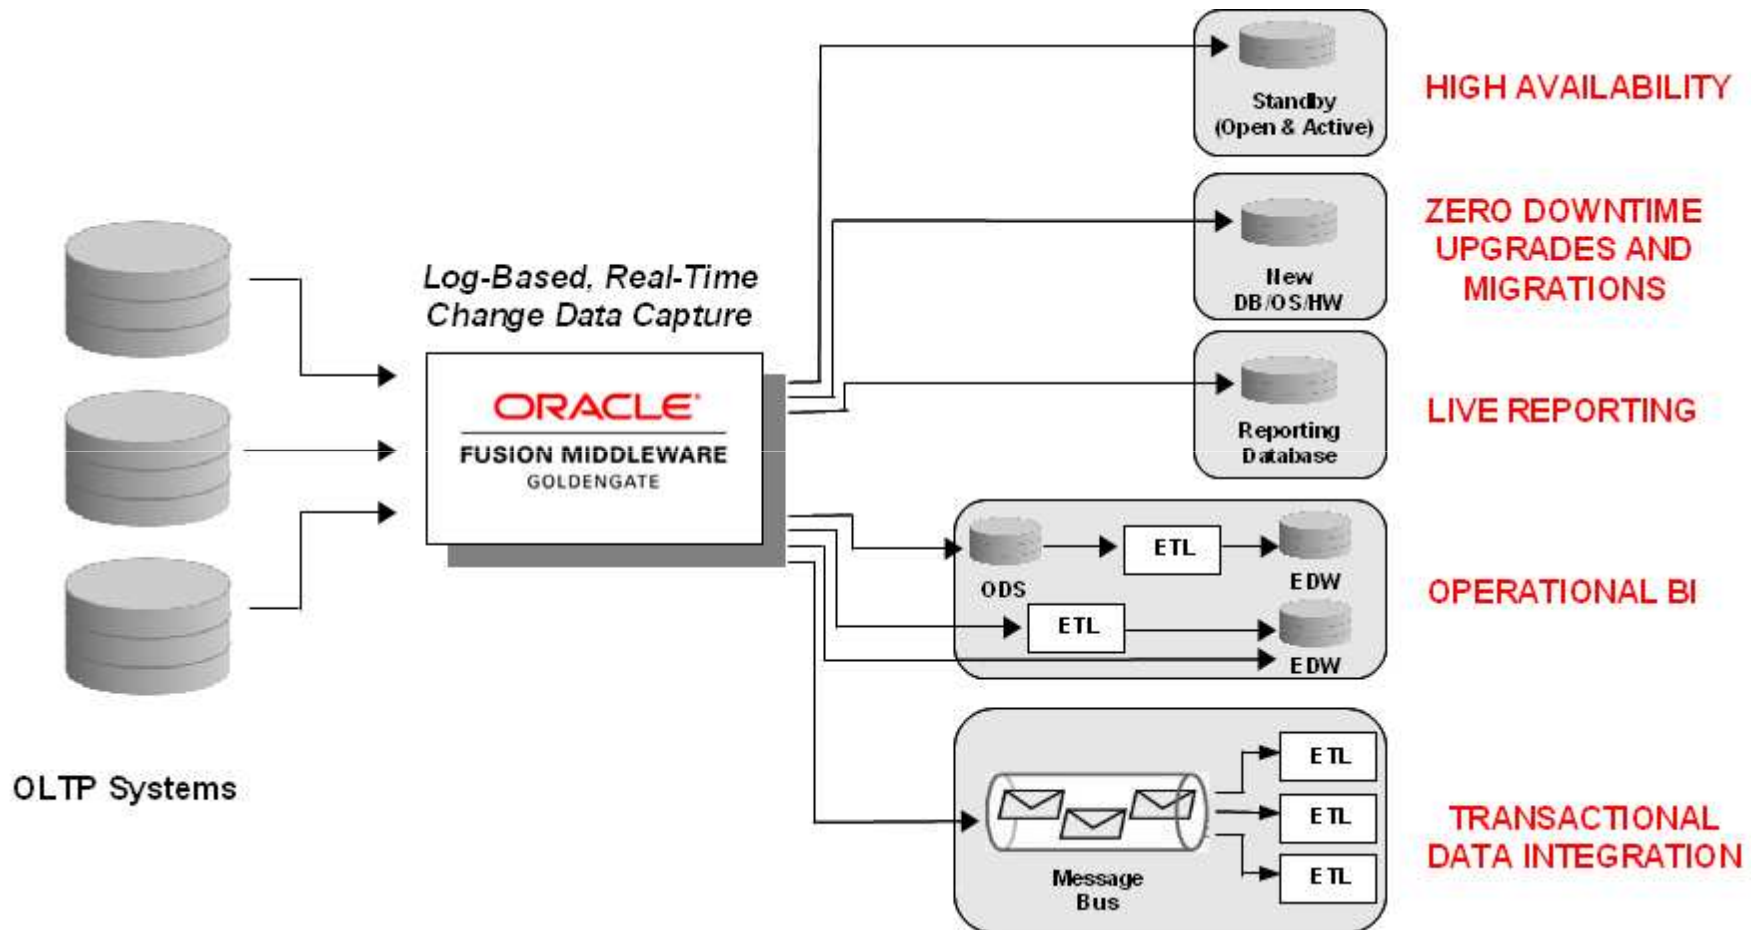 Standby
(Open & Active)
HIGH AVAILABILITY
New
DB/OS/HW
ZERO DOWNTIME
UPGRADES AND
MIGRATIONS
Log-Based, Real-Time
Change Data Capture
ORACLE
FUSION MIDDLEWARE
GOLDENGATE
Reporting
Database
LIVE REPORTING
ODS
ETL
EDW
ETL
EDW
OPERATIONAL BI
OLTP Systems
Message
Bus
ETL
ETL
ETL
TRANSACTIONAL
DATA INTEGRATION